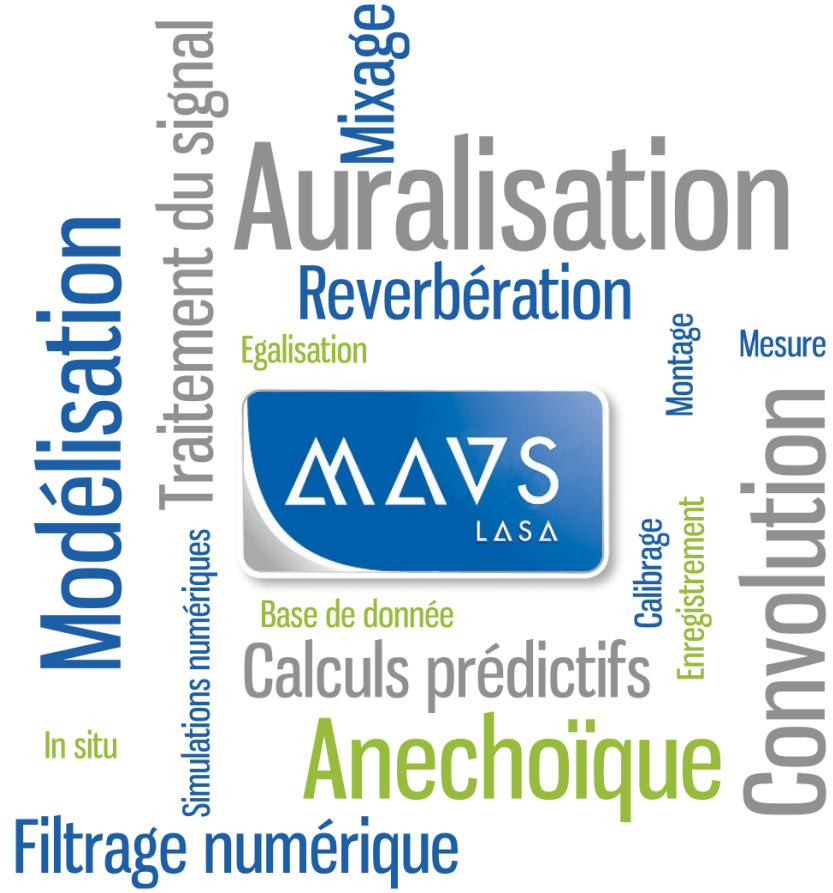 Mixage
Traitement du signal
Auralisation
Modélisation
Reverbération
Egalisation
Montage
Mesure
Convolution
MAVS
LASA
Simulations numériques
Calibrage
Enregistrement
Base de donnée
Calculs prédictifs
In situ
Anechoïque
Filtrage numérique